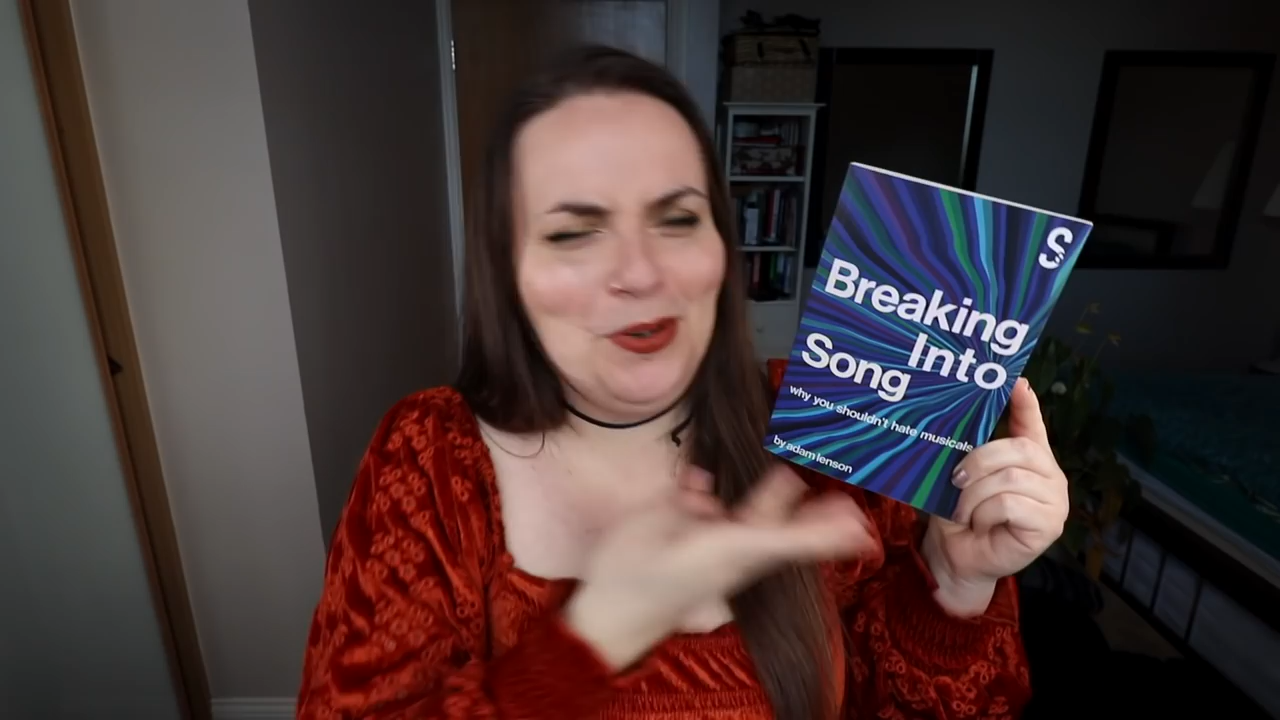 S
Breaking
Into
Song
why you shouldn't hate musicals
by adam lenson